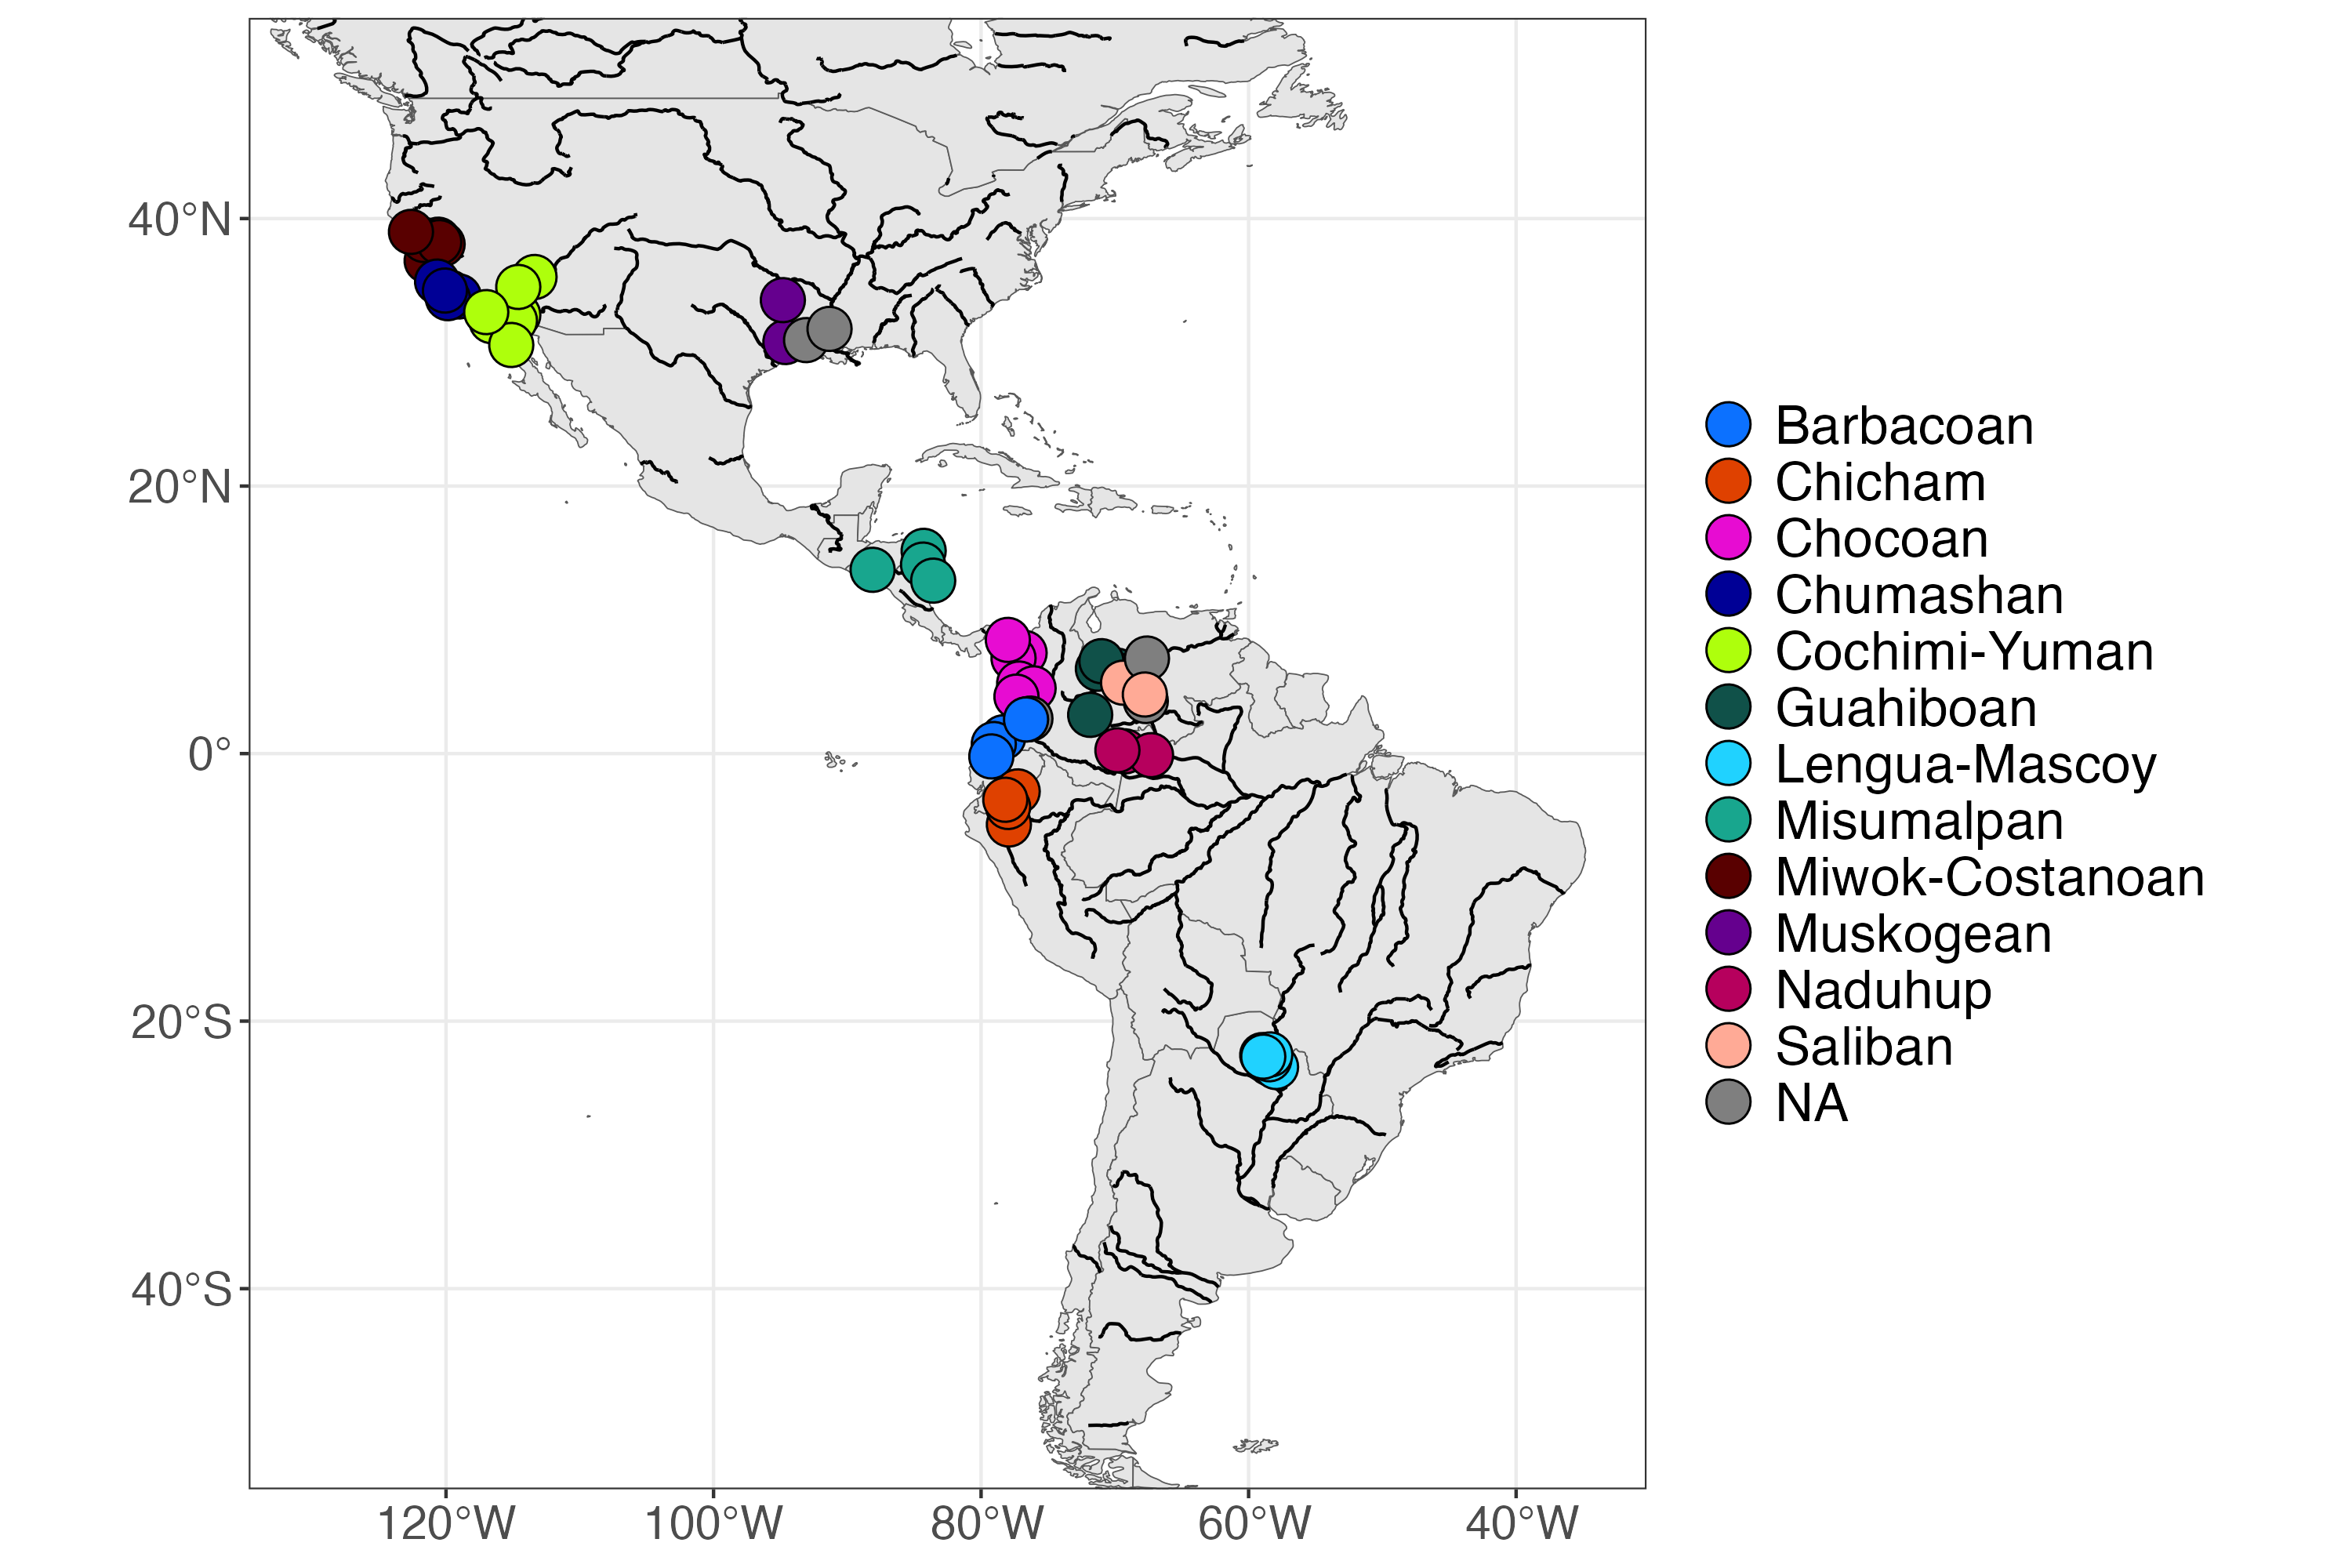 40°N
20°N
0°
20°S
40°S
120°W
100°W
80°W
60°W
40°W
Barbacoan
Chicham
Chocoan
Chumashan
Cochimi-Yuman
Guahiboan
Lengua-Mascoy
Misumalpan
Miwok-Costanoan
Muskogean
Naduhup
Saliban
NA